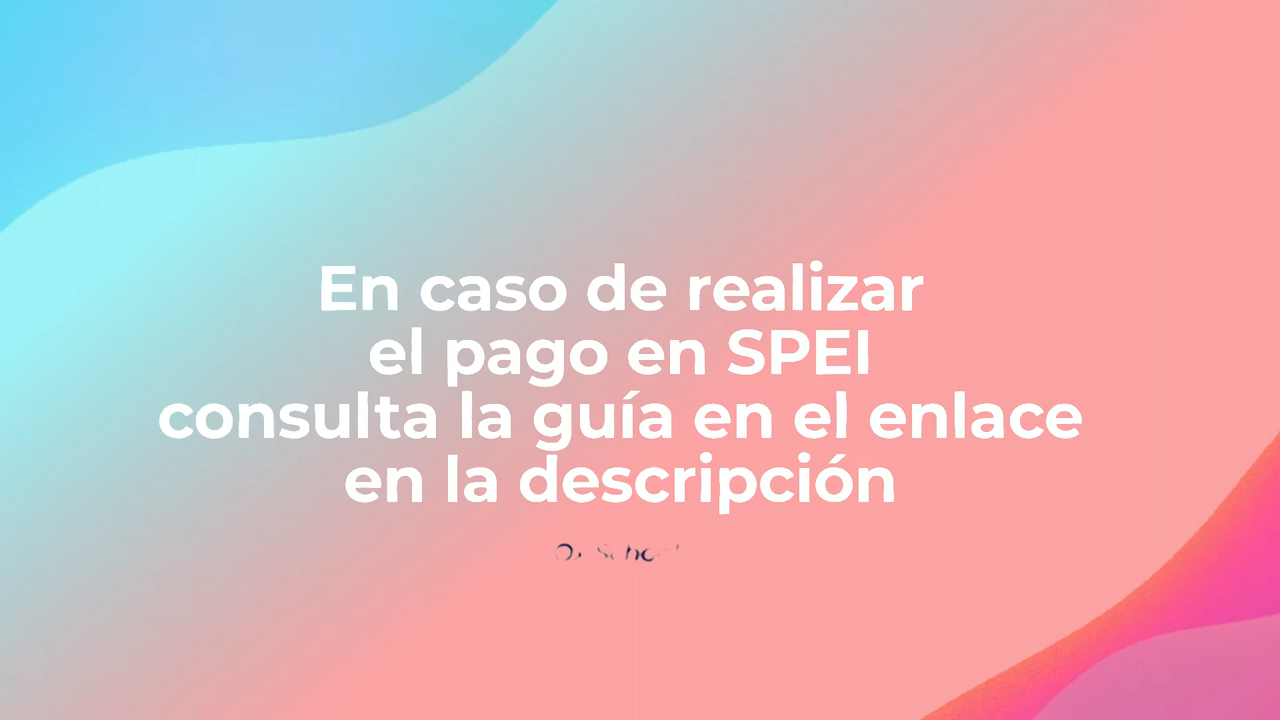 En caso de realizar
el pago en SPEI
consulta la guía en el enlace
en la descripción